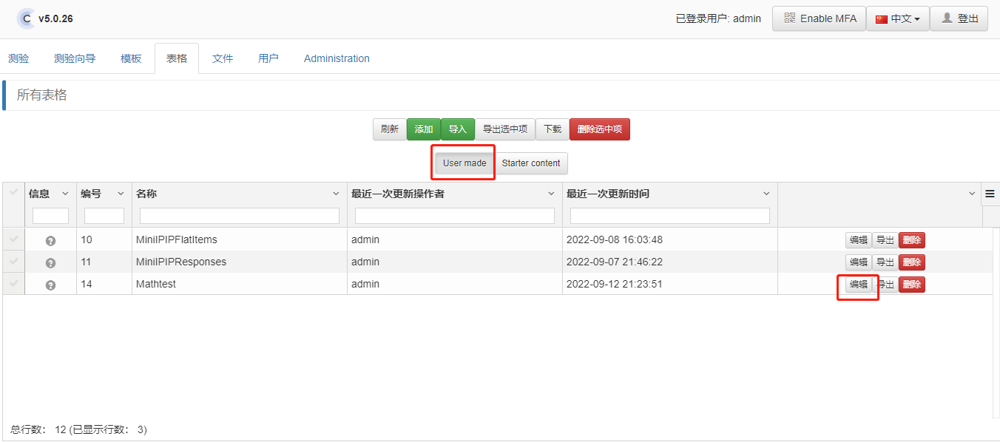 C v5.0.26 已登录用户: admin Enable MFA 中文 登出
测验 测验向导 模板 表格 文件 用户 Administration
所有表格
刷新 添加 导入 导出选中项 下载 删除选中项
User made Starter content
信息 编号 名称 最近一次更新操作者 最近一次更新时间
10 MiniIPIPFlatItems admin 2022-09-08 16:03:48 编辑 导出 删除
11 MiniIPIPResponses admin 2022-09-07 21:46:22 编辑 导出 删除
14 Mathtest admin 2022-09-12 21:23:51 编辑 导出 删除
总行数: 12 (已显示行数: 3)